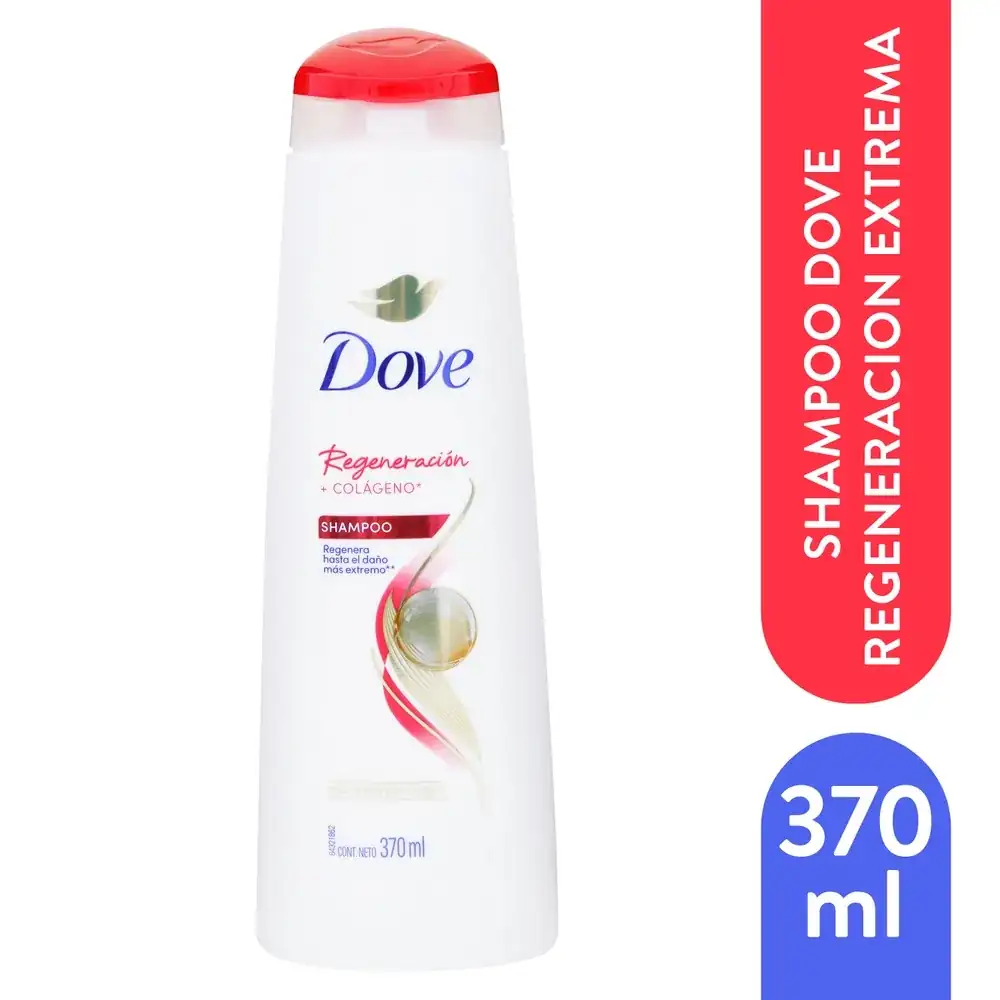 Dove
Regeneración
+ COLÁGENO*
SHAMPOO
Regenera
hasta el daño
más extremo**
64321862
CONT. NETO 370 ml
SHAMPOO DOVE
REGENERACION EXTREMA
370
ml